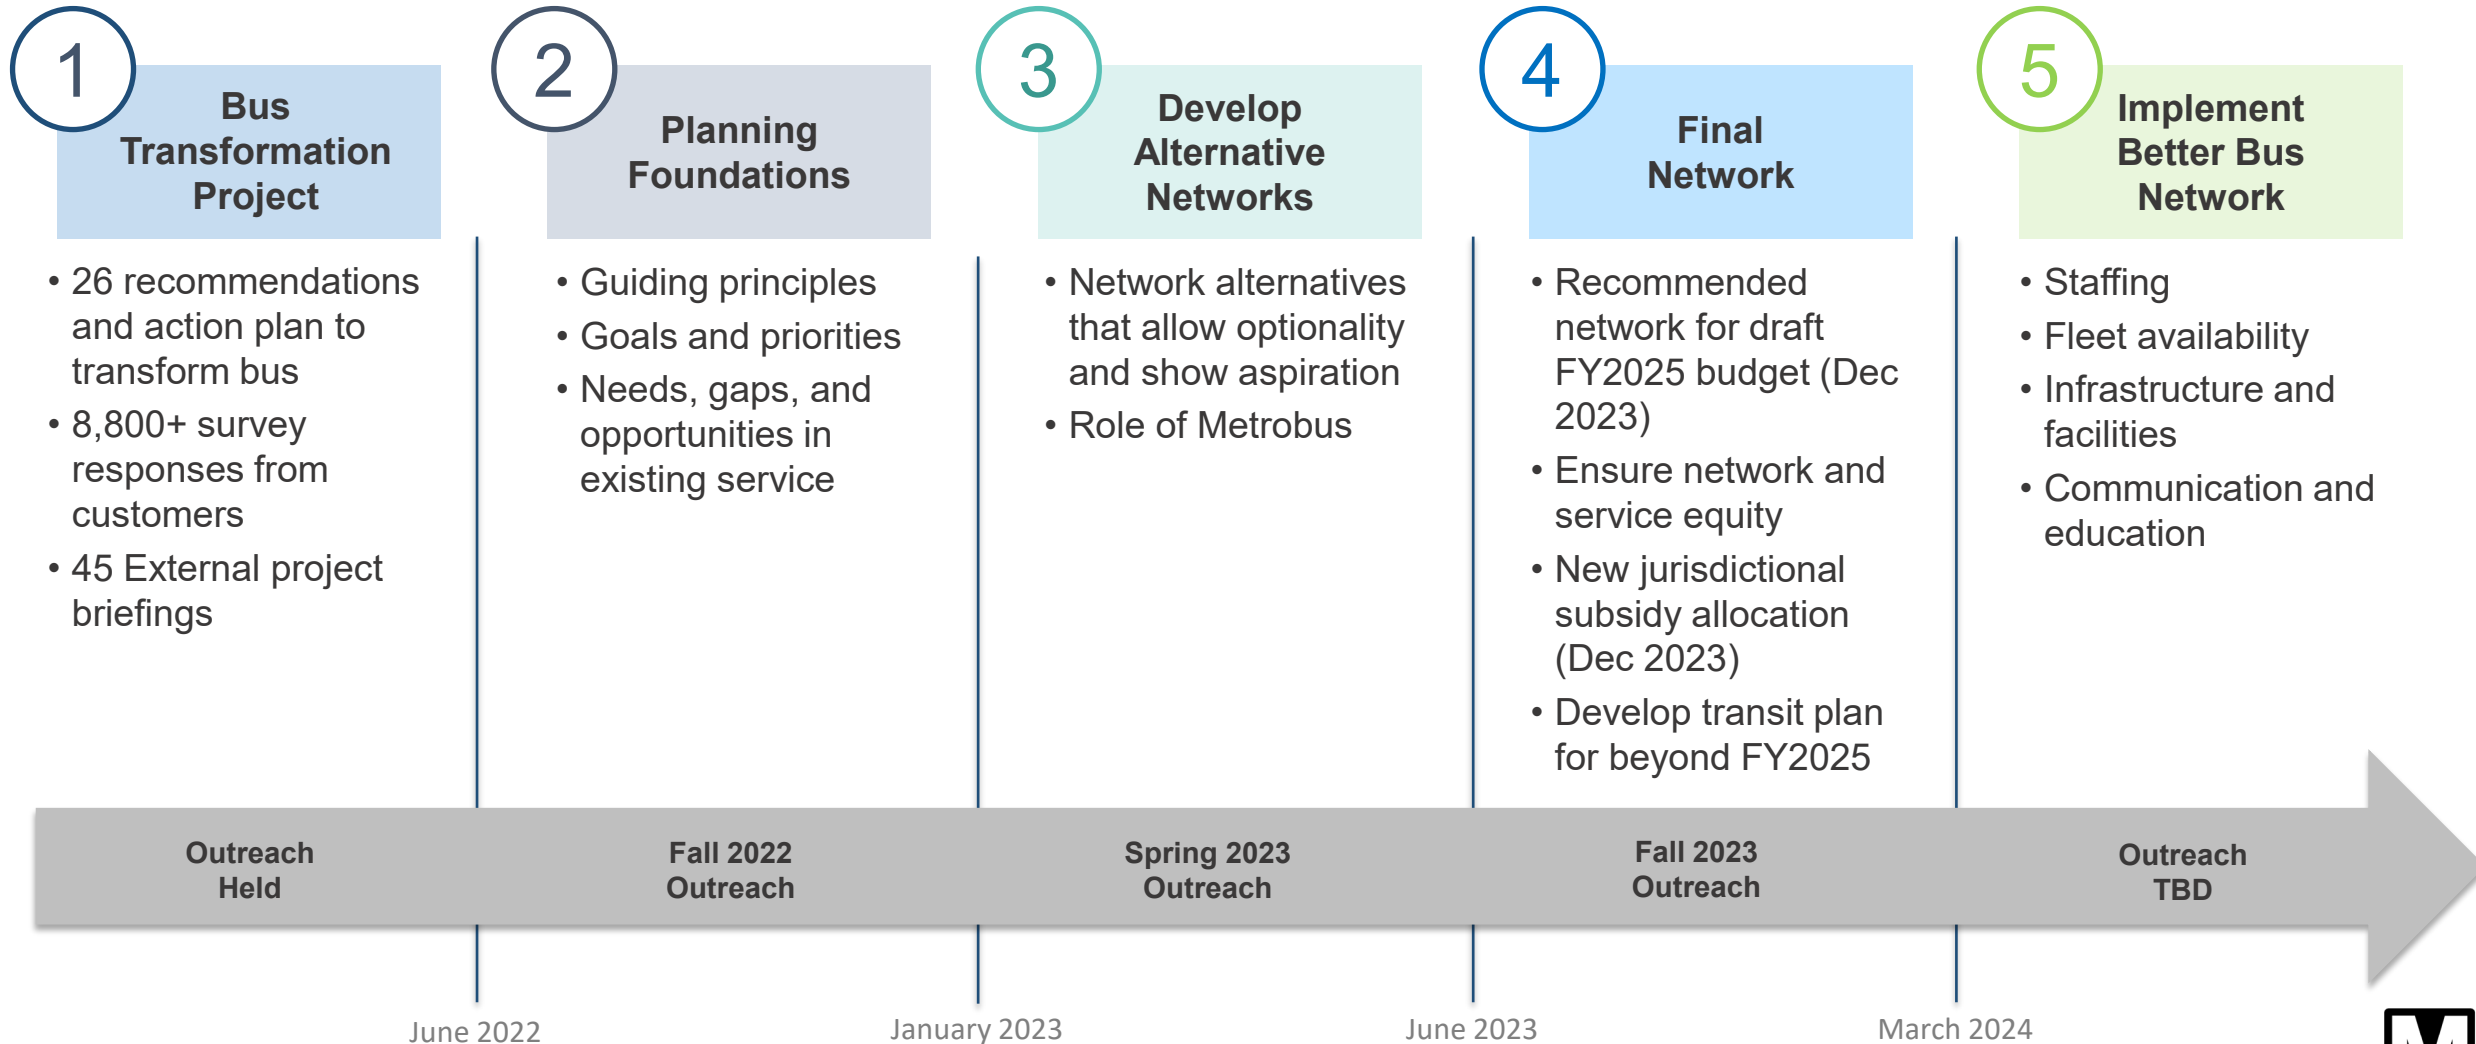 1
Bus
Transformation
Project
• 26 recommendations
and action plan to
transform bus
• 8,800+ survey
responses from
customers
• 45 External project
briefings
2
Planning
Foundations
• Guiding principles
• Goals and priorities
• Needs, gaps, and
opportunities in
existing service
3
Develop
Alternative
Networks
• Network alternatives
that allow optionality
and show aspiration
• Role of Metrobus
4
Final
Network
• Recommended
network for draft
FY2025 budget (Dec
2023)
• Ensure network and
service equity
• New jurisdictional
subsidy allocation
(Dec 2023)
• Develop transit plan
for beyond FY2025
5
Implement
Better Bus
Network
• Staffing
• Fleet availability
• Infrastructure and
facilities
• Communication and
education
Outreach
Held
Fall 2022
Outreach
Spring 2023
Outreach
Fall 2023
Outreach
Outreach
TBD
June 2022
January 2023
June 2023
March 2024
M